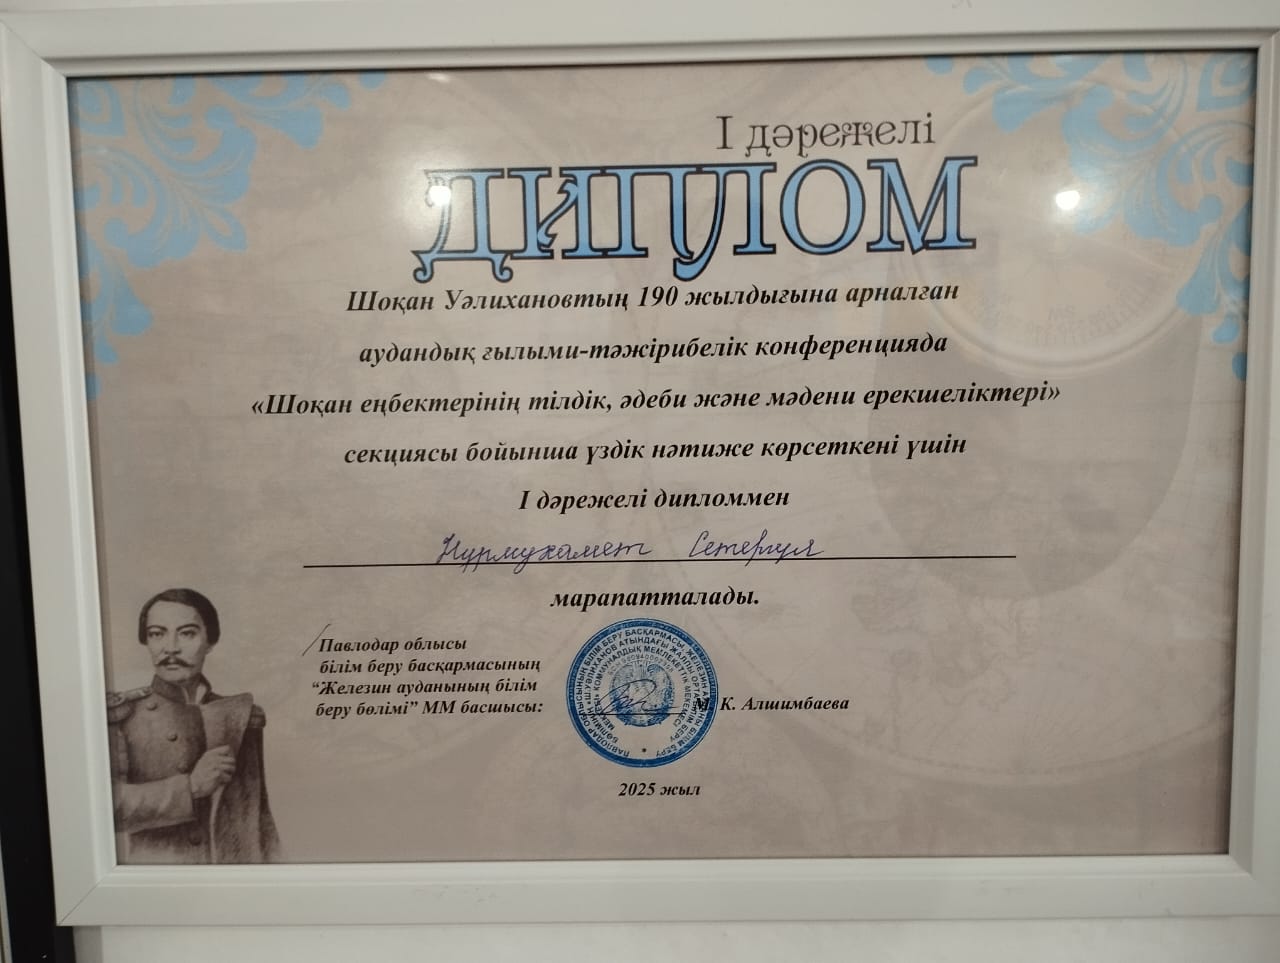 І дәрежелі
ДИПЛОМ
Шоқан Уәлихановтың 190 жылдығына арналған
аудандық ғылыми-тәжірибелік конференцияда
«Шоқан еңбектерінің тілдік, әдеби және мәдени ерекшеліктері»
секциясы бойынша үздік нәтиже көрсеткені үшін
І дәрежелі дипломмен
Нурмухамет
марапатталады.
Павлодар облысы
білім беру басқармасының
“Железин ауданының білім
беру бөлімі” ММ басшысы:
М. К. Алшимбаева
2025 жыл